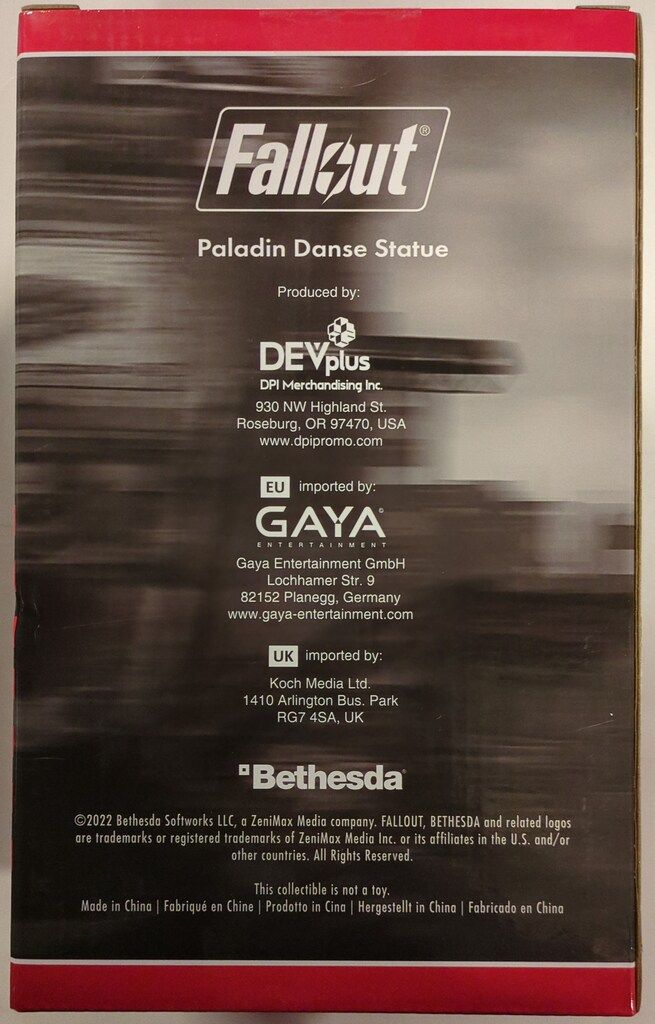 Fallout®
Paladin Danse Statue
Produced by:
DEVplus
DPI Merchandising Inc.
930 NW Highland St.
Roseburg, OR 97470, USA
www.dpipromo.com
EU imported by:
GAYA©
ENTERTAINMENT
Gaya Entertainment GmbH
Lochhamer Str. 9
82152 Planegg, Germany
www.gaya-entertainment.com
UK imported by:
Koch Media Ltd.
1410 Arlington Bus. Park
RG7 4SA, UK
Bethesda®
©2022 Bethesda Softworks LLC, a ZeniMax Media company. FALLOUT, BETHESDA and related logos
are trademarks or registered trademarks of ZeniMax Media Inc. or its affiliates in the U.S. and/or
other countries. All Rights Reserved.
This collectible is not a toy.
Made in China | Fabriqué en Chine | Prodotto in Cina | Hergestellt in China | Fabricado en China